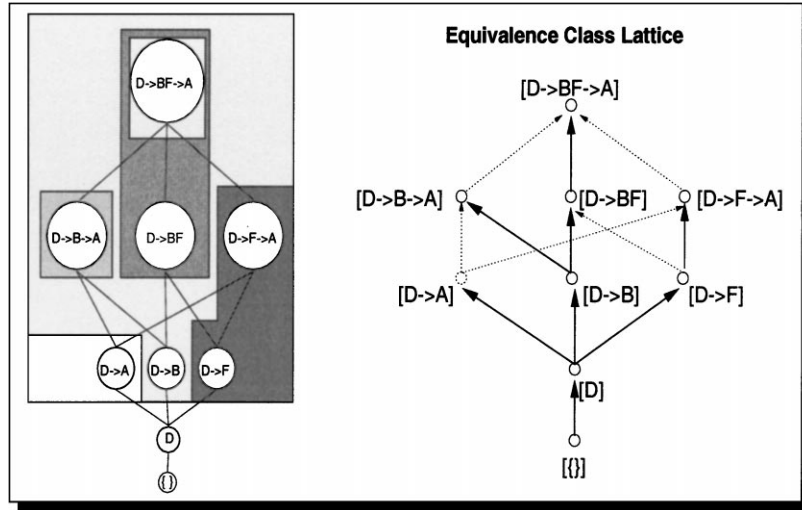 D->BF->A
D->B->A
D->BF
D->F->A
D->A
D->B
D->F
D
{ }
Equivalence Class Lattice
[D->BF->A]
[D->B->A]
[D->BF]
[D->F->A]
[D->A]
[D->B]
[D->F]
[D]
[{}]